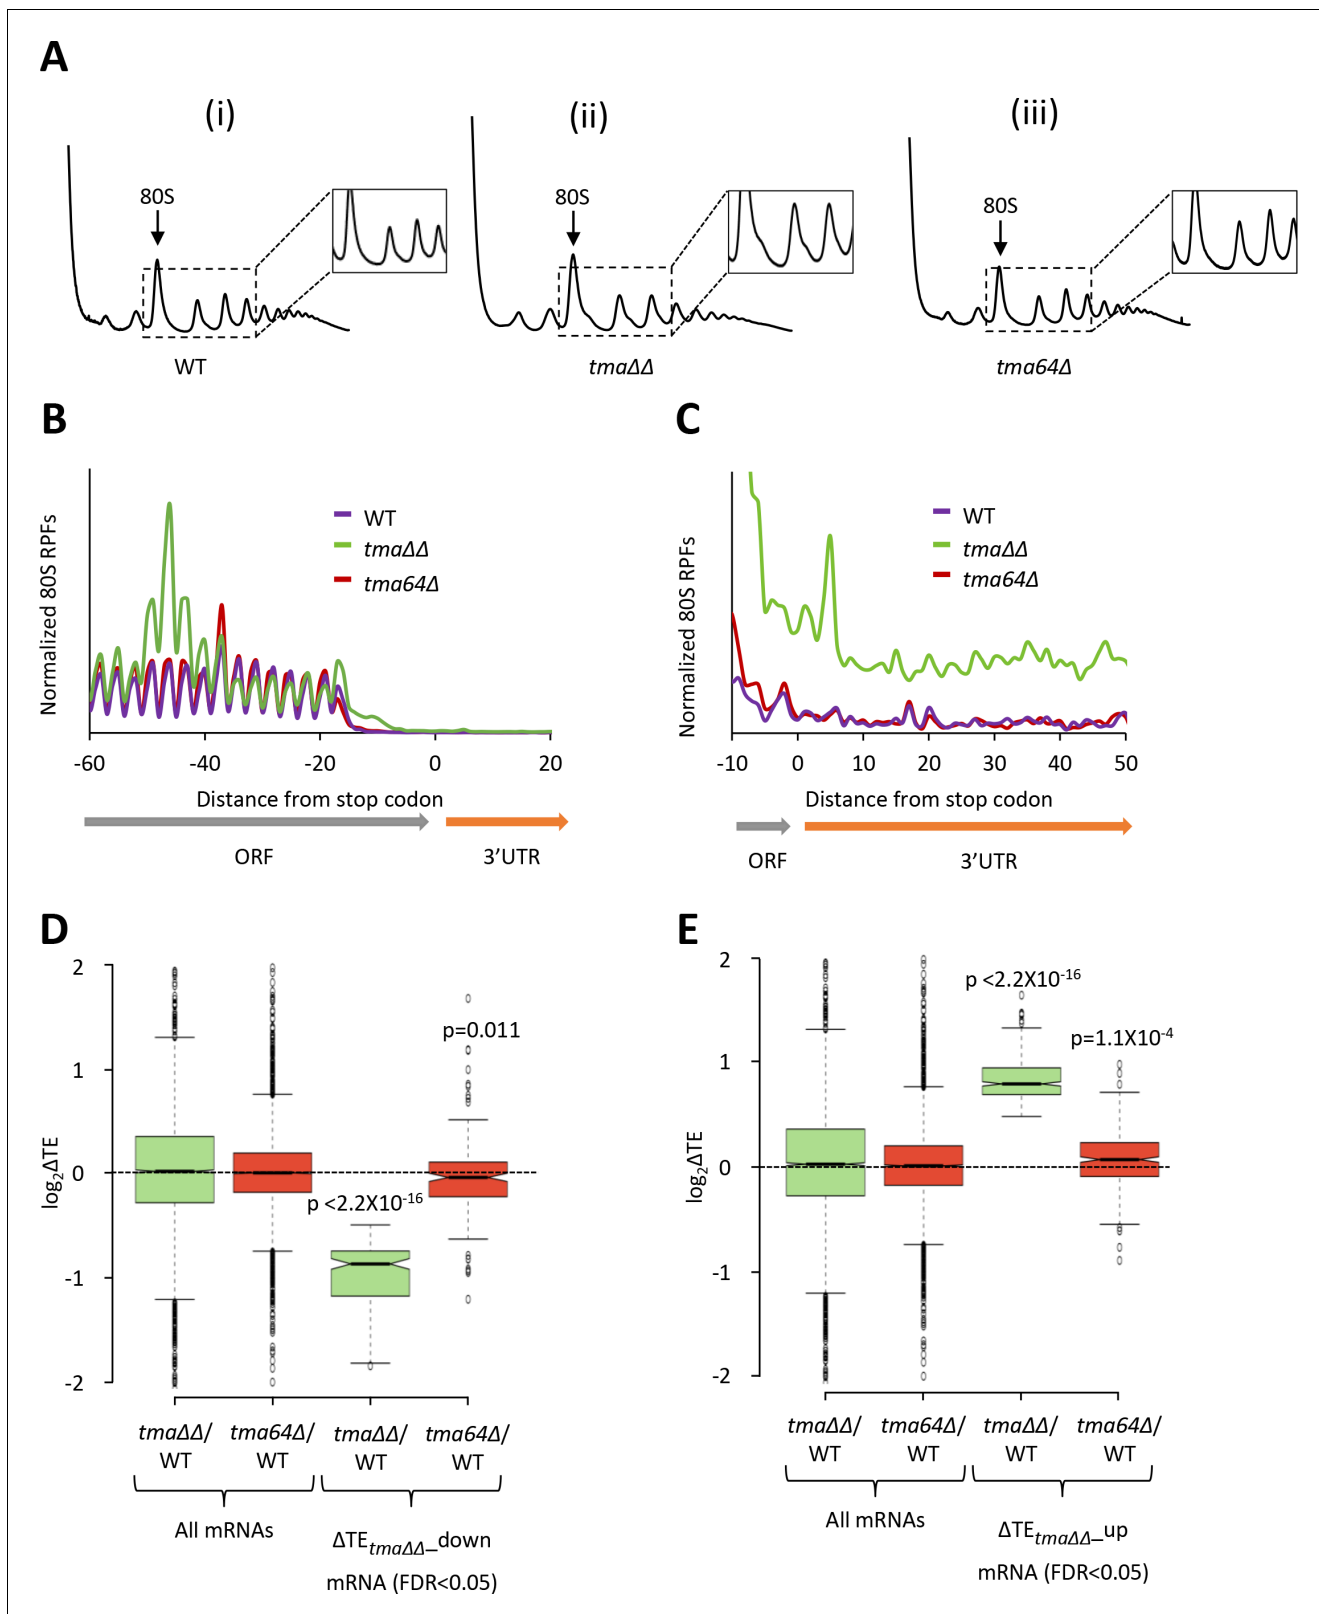 A
(i)
(ii)
(iii)
80S
80S
80S
WT
tmaΔΔ
tma64Δ
B
Normalized 80S RPFs
WT
tmaΔΔ
tma64Δ
-60 -40 -20 0 20
Distance from stop codon
ORF 3'UTR
C
Normalized 80S RPFs
WT
tmaΔΔ
tma64Δ
-10 0 10 20 30 40 50
Distance from stop codon
ORF 3'UTR
D
log2ΔTE
2
1
0
-1
-2
p=0.011
p <2.2X10-16
tmaΔΔ/ tma64Δ/ tmaΔΔ/ tma64Δ/
WT WT WT WT
All mRNAs
ΔTEtmaΔΔ_down
mRNA (FDR<0.05)
E
log2ΔTE
2
1
0
-1
-2
p <2.2X10-16
p=1.1X10-4
tmaΔΔ/ tma64Δ/ tmaΔΔ/ tma64Δ/
WT WT WT WT
All mRNAs
ΔTEtmaΔΔ_up
mRNA (FDR<0.05)